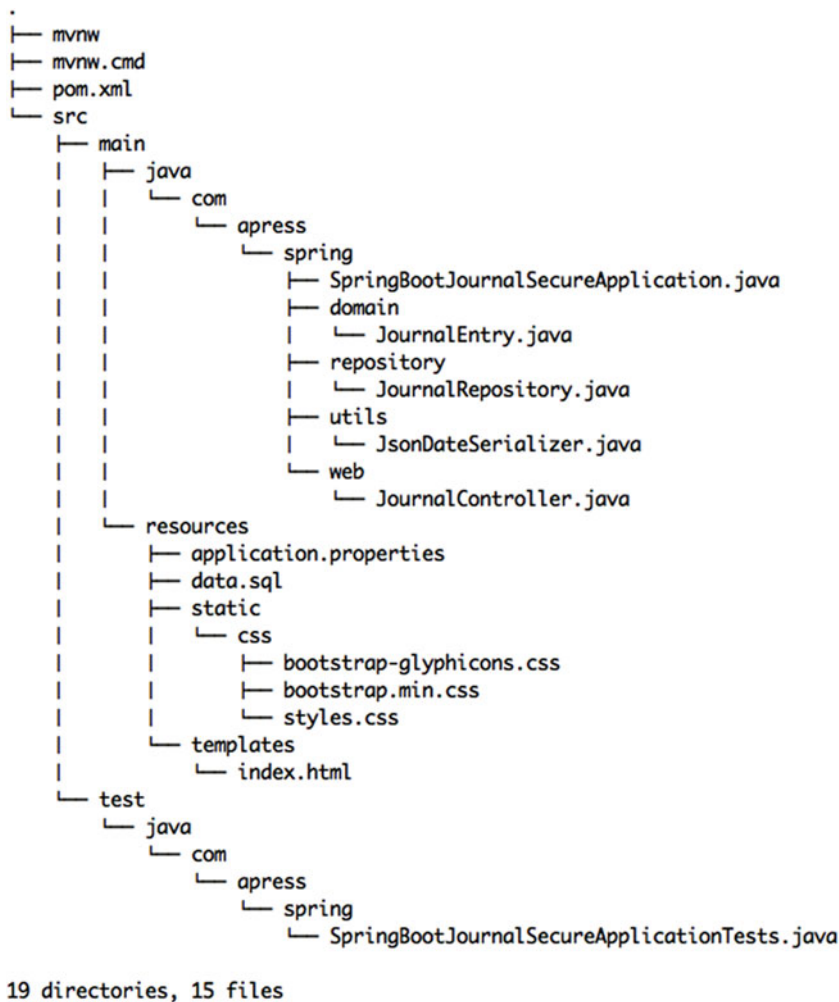 .
├── mvnw
├── mvnw.cmd
├── pom.xml
└── src
    ├── main
    |   ├── java
    |   |   └── com
    |   |       └── apress
    |   |           └── spring
    |   |               ├── SpringBootJournalSecureApplication.java
    |   |               ├── domain
    |   |               |   └── JournalEntry.java
    |   |               ├── repository
    |   |               |   └── JournalRepository.java
    |   |               ├── utils
    |   |               |   └── JsonDateSerializer.java
    |   |               └── web
    |   |                   └── JournalController.java
    |   └── resources
    |       ├── application.properties
    |       ├── data.sql
    |       ├── static
    |       |   └── css
    |       |       ├── bootstrap-glyphicons.css
    |       |       ├── bootstrap.min.css
    |       |       └── styles.css
    |       └── templates
    |           └── index.html
    └── test
        └── java
            └── com
                └── apress
                    └── spring
                        └── SpringBootJournalSecureApplicationTests.java

19 directories, 15 files